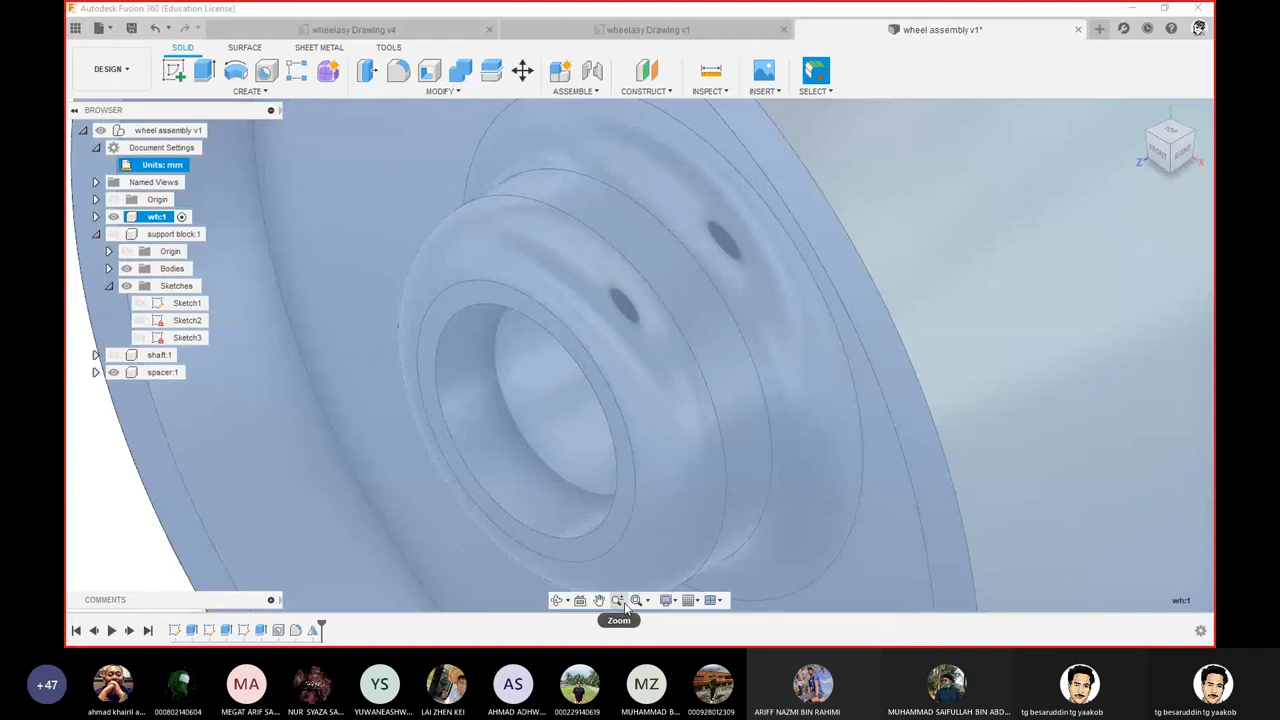 Autodesk Fusion 360 (Education License)
wheelasy Drawing v4
wheelasy Drawing v1
wheel assembly v1*
SOLID SURFACE SHEET METAL TOOLS
DESIGN
CREATE MODIFY ASSEMBLE CONSTRUCT INSPECT INSERT SELECT
BROWSER
wheel assembly v1
Document Settings
Units: mm
Named Views
Origin
wh:1
support block:1
Origin
Bodies
Sketches
Sketch1
Sketch2
Sketch3
shaft:1
spacer:1
TOP
FRONT
RIGHT
Z
X
COMMENTS
wh:1
Zoom
+47
MA
YS
AS
MZ
ahmad khairil a...
000802140604
MEGAT ARIF SA...
NUR SYAZA SA...
YUWANEASHW...
LAI ZHEN KEI
AHMAD ADHW...
000229140619
MUHAMMAD B...
000928012309
ARIFF NAZMI BIN RAHIMI
MUHAMMAD SAIFULLAH BIN ABD...
tg besaruddin tg yaakob
tg besaruddin tg yaakob